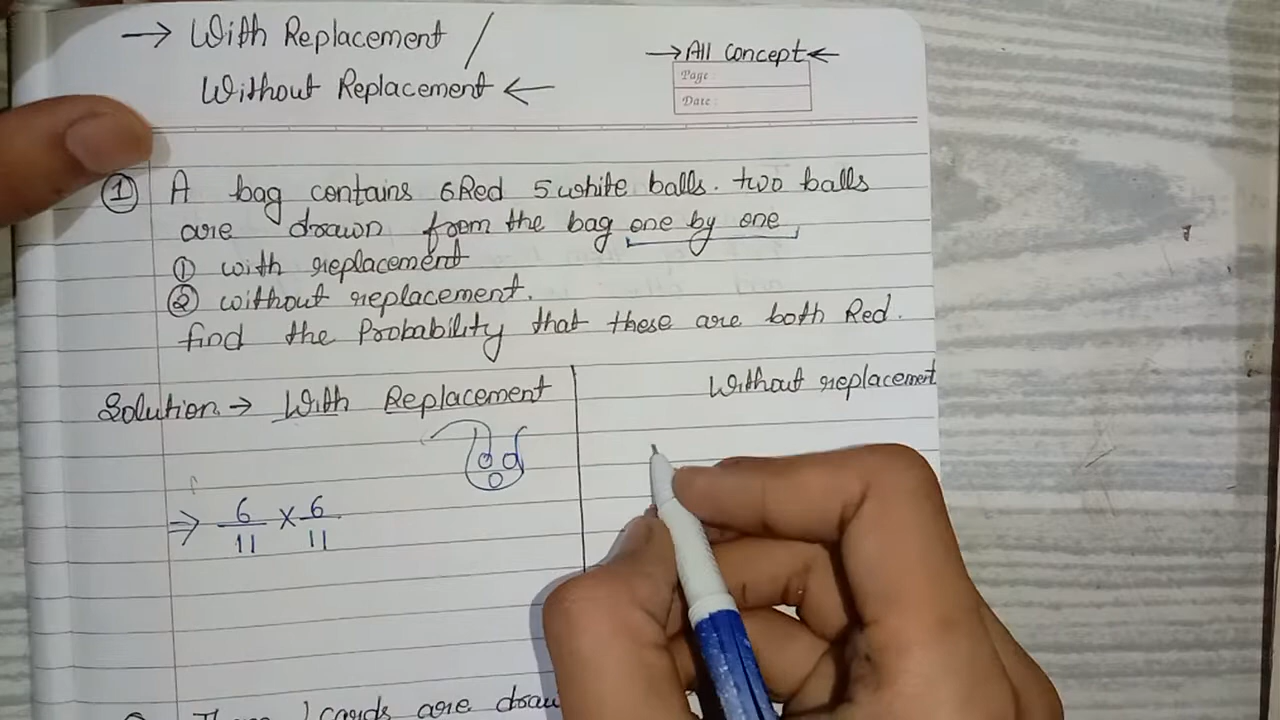 → With Replacement /
Without Replacement ←
→ All concept ←
Page :
Date :
① A bag contains 6 Red 5 white balls. two balls
are drawn from the bag one by one
① with replacement
② without replacement.
find the Probability that these are both Red.
Solution → With Replacement
Without replacement
⇒ 6/11 × 6/11
cards are draw